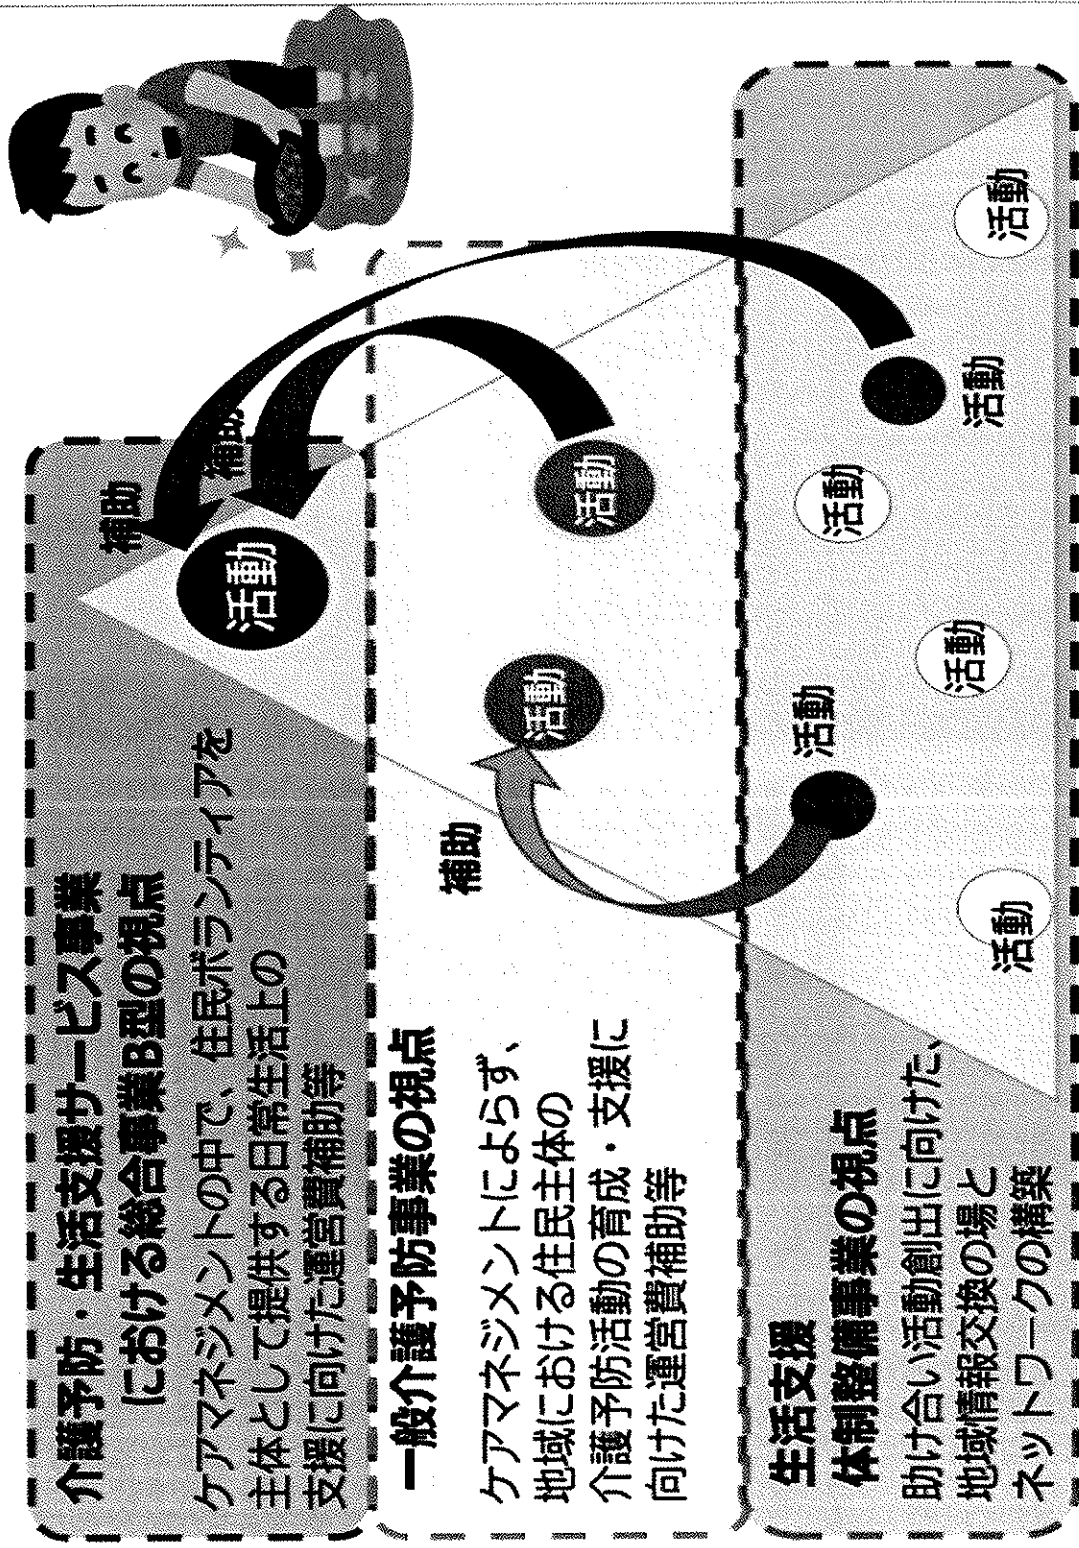 介護予防・生活支援サービス事業
における総合事業B型の視点
ケアマネジメントの中で、住民ボランティアを
主体として提供する日常生活上の
支援に向けた運営費補助等
補助
補助
活動
一般介護予防事業の視点
ケアマネジメントによらず、
地域における住民主体の
介護予防活動の育成・支援に
向けた運営費補助等
補助
活動
活動
生活支援
体制整備事業の視点
助け合い活動創出に向けた、
地域情報交換の場と
ネットワークの構築
活動
活動
活動
活動
活動
活動